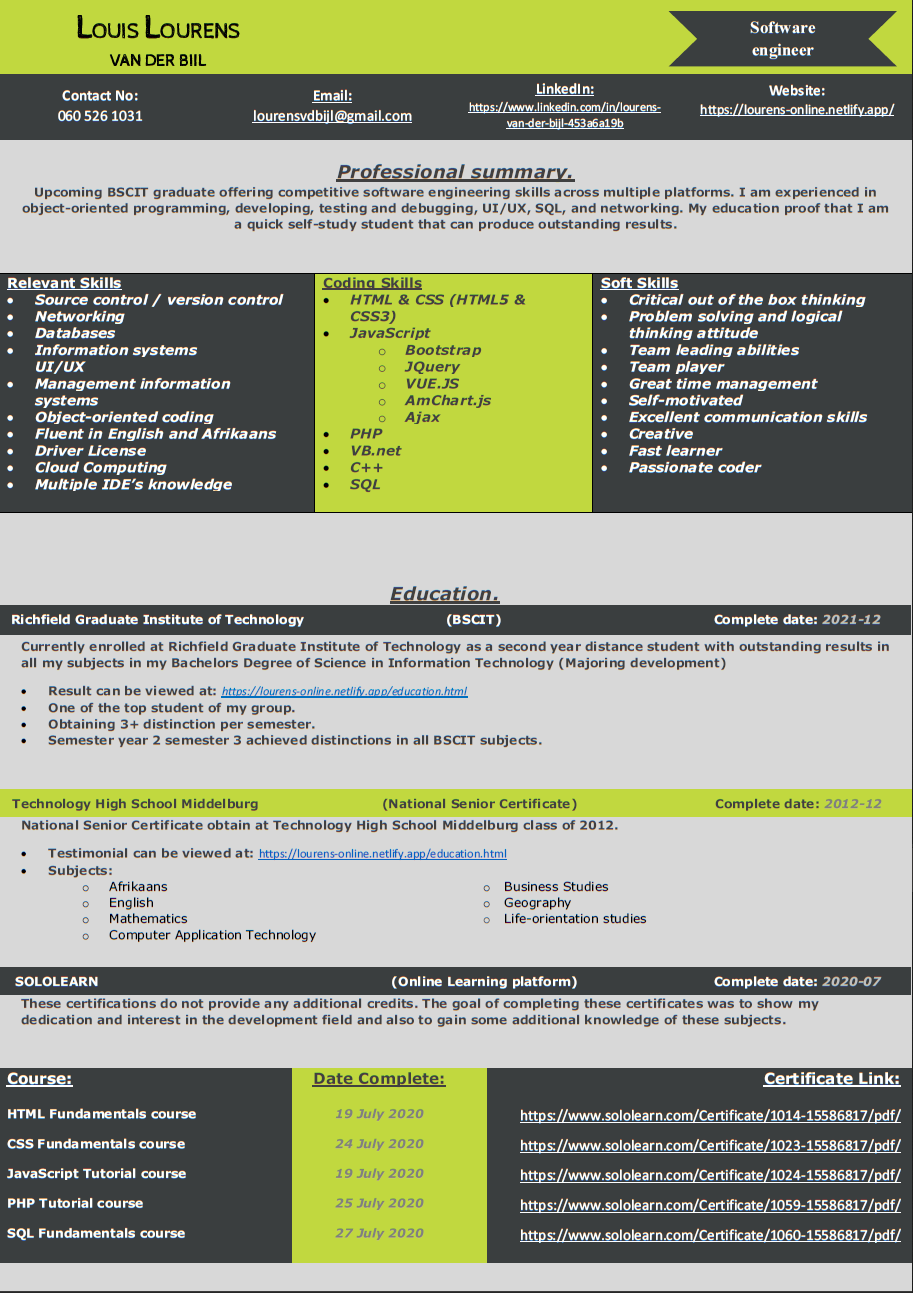 LOUIS LOURENS
VAN DER BIJL
Software
engineer
Contact No:
060 526 1031
Email:
lourensvdbijl@gmail.com
LinkedIn:
https://www.linkedin.com/in/lourens-
van-der-bijl-453a6a19b
Website:
https://lourens-online.netlify.app/
Professional summary.
Upcoming BSCIT graduate offering competitive software engineering skills across multiple platforms. I am experienced in
object-oriented programming, developing, testing and debugging, UI/UX, SQL, and networking. My education proof that I am
a quick self-study student that can produce outstanding results.
Relevant Skills
• Source control / version control
• Networking
• Databases
• Information systems
UI/UX
• Management information
systems
• Object-oriented coding
• Fluent in English and Afrikaans
• Driver License
• Cloud Computing
• Multiple IDE’s knowledge
Coding Skills
• HTML & CSS (HTML5 &
CSS3)
• JavaScript
o Bootstrap
o JQuery
o VUE.JS
o AmChart.js
o Ajax
• PHP
• VB.net
• C++
• SQL
Soft Skills
• Critical out of the box thinking
• Problem solving and logical
thinking attitude
• Team leading abilities
• Team player
• Great time management
• Self-motivated
• Excellent communication skills
• Creative
• Fast learner
• Passionate coder
Education.
Richfield Graduate Institute of Technology (BSCIT) Complete date: 2021-12
Currently enrolled at Richfield Graduate Institute of Technology as a second year distance student with outstanding results in
all my subjects in my Bachelors Degree of Science in Information Technology (Majoring development)
• Result can be viewed at: https://lourens-online.netlify.app/education.html
• One of the top student of my group.
• Obtaining 3+ distinction per semester.
• Semester year 2 semester 3 achieved distinctions in all BSCIT subjects.
Technology High School Middelburg (National Senior Certificate) Complete date: 2012-12
National Senior Certificate obtain at Technology High School Middelburg class of 2012.
• Testimonial can be viewed at: https://lourens-online.netlify.app/education.html
• Subjects:
o Afrikaans
o English
o Mathematics
o Computer Application Technology
o Business Studies
o Geography
o Life-orientation studies
SOLOLEARN (Online Learning platform) Complete date: 2020-07
These certifications do not provide any additional credits. The goal of completing these certificates was to show my
dedication and interest in the development field and also to gain some additional knowledge of these subjects.
Course: Date Complete: Certificate Link:
HTML Fundamentals course 19 July 2020 https://www.sololearn.com/Certificate/1014-15586817/pdf/
CSS Fundamentals course 24 July 2020 https://www.sololearn.com/Certificate/1023-15586817/pdf/
JavaScript Tutorial course 19 July 2020 https://www.sololearn.com/Certificate/1024-15586817/pdf/
PHP Tutorial course 25 July 2020 https://www.sololearn.com/Certificate/1059-15586817/pdf/
SQL Fundamentals course 27 July 2020 https://www.sololearn.com/Certificate/1060-15586817/pdf/